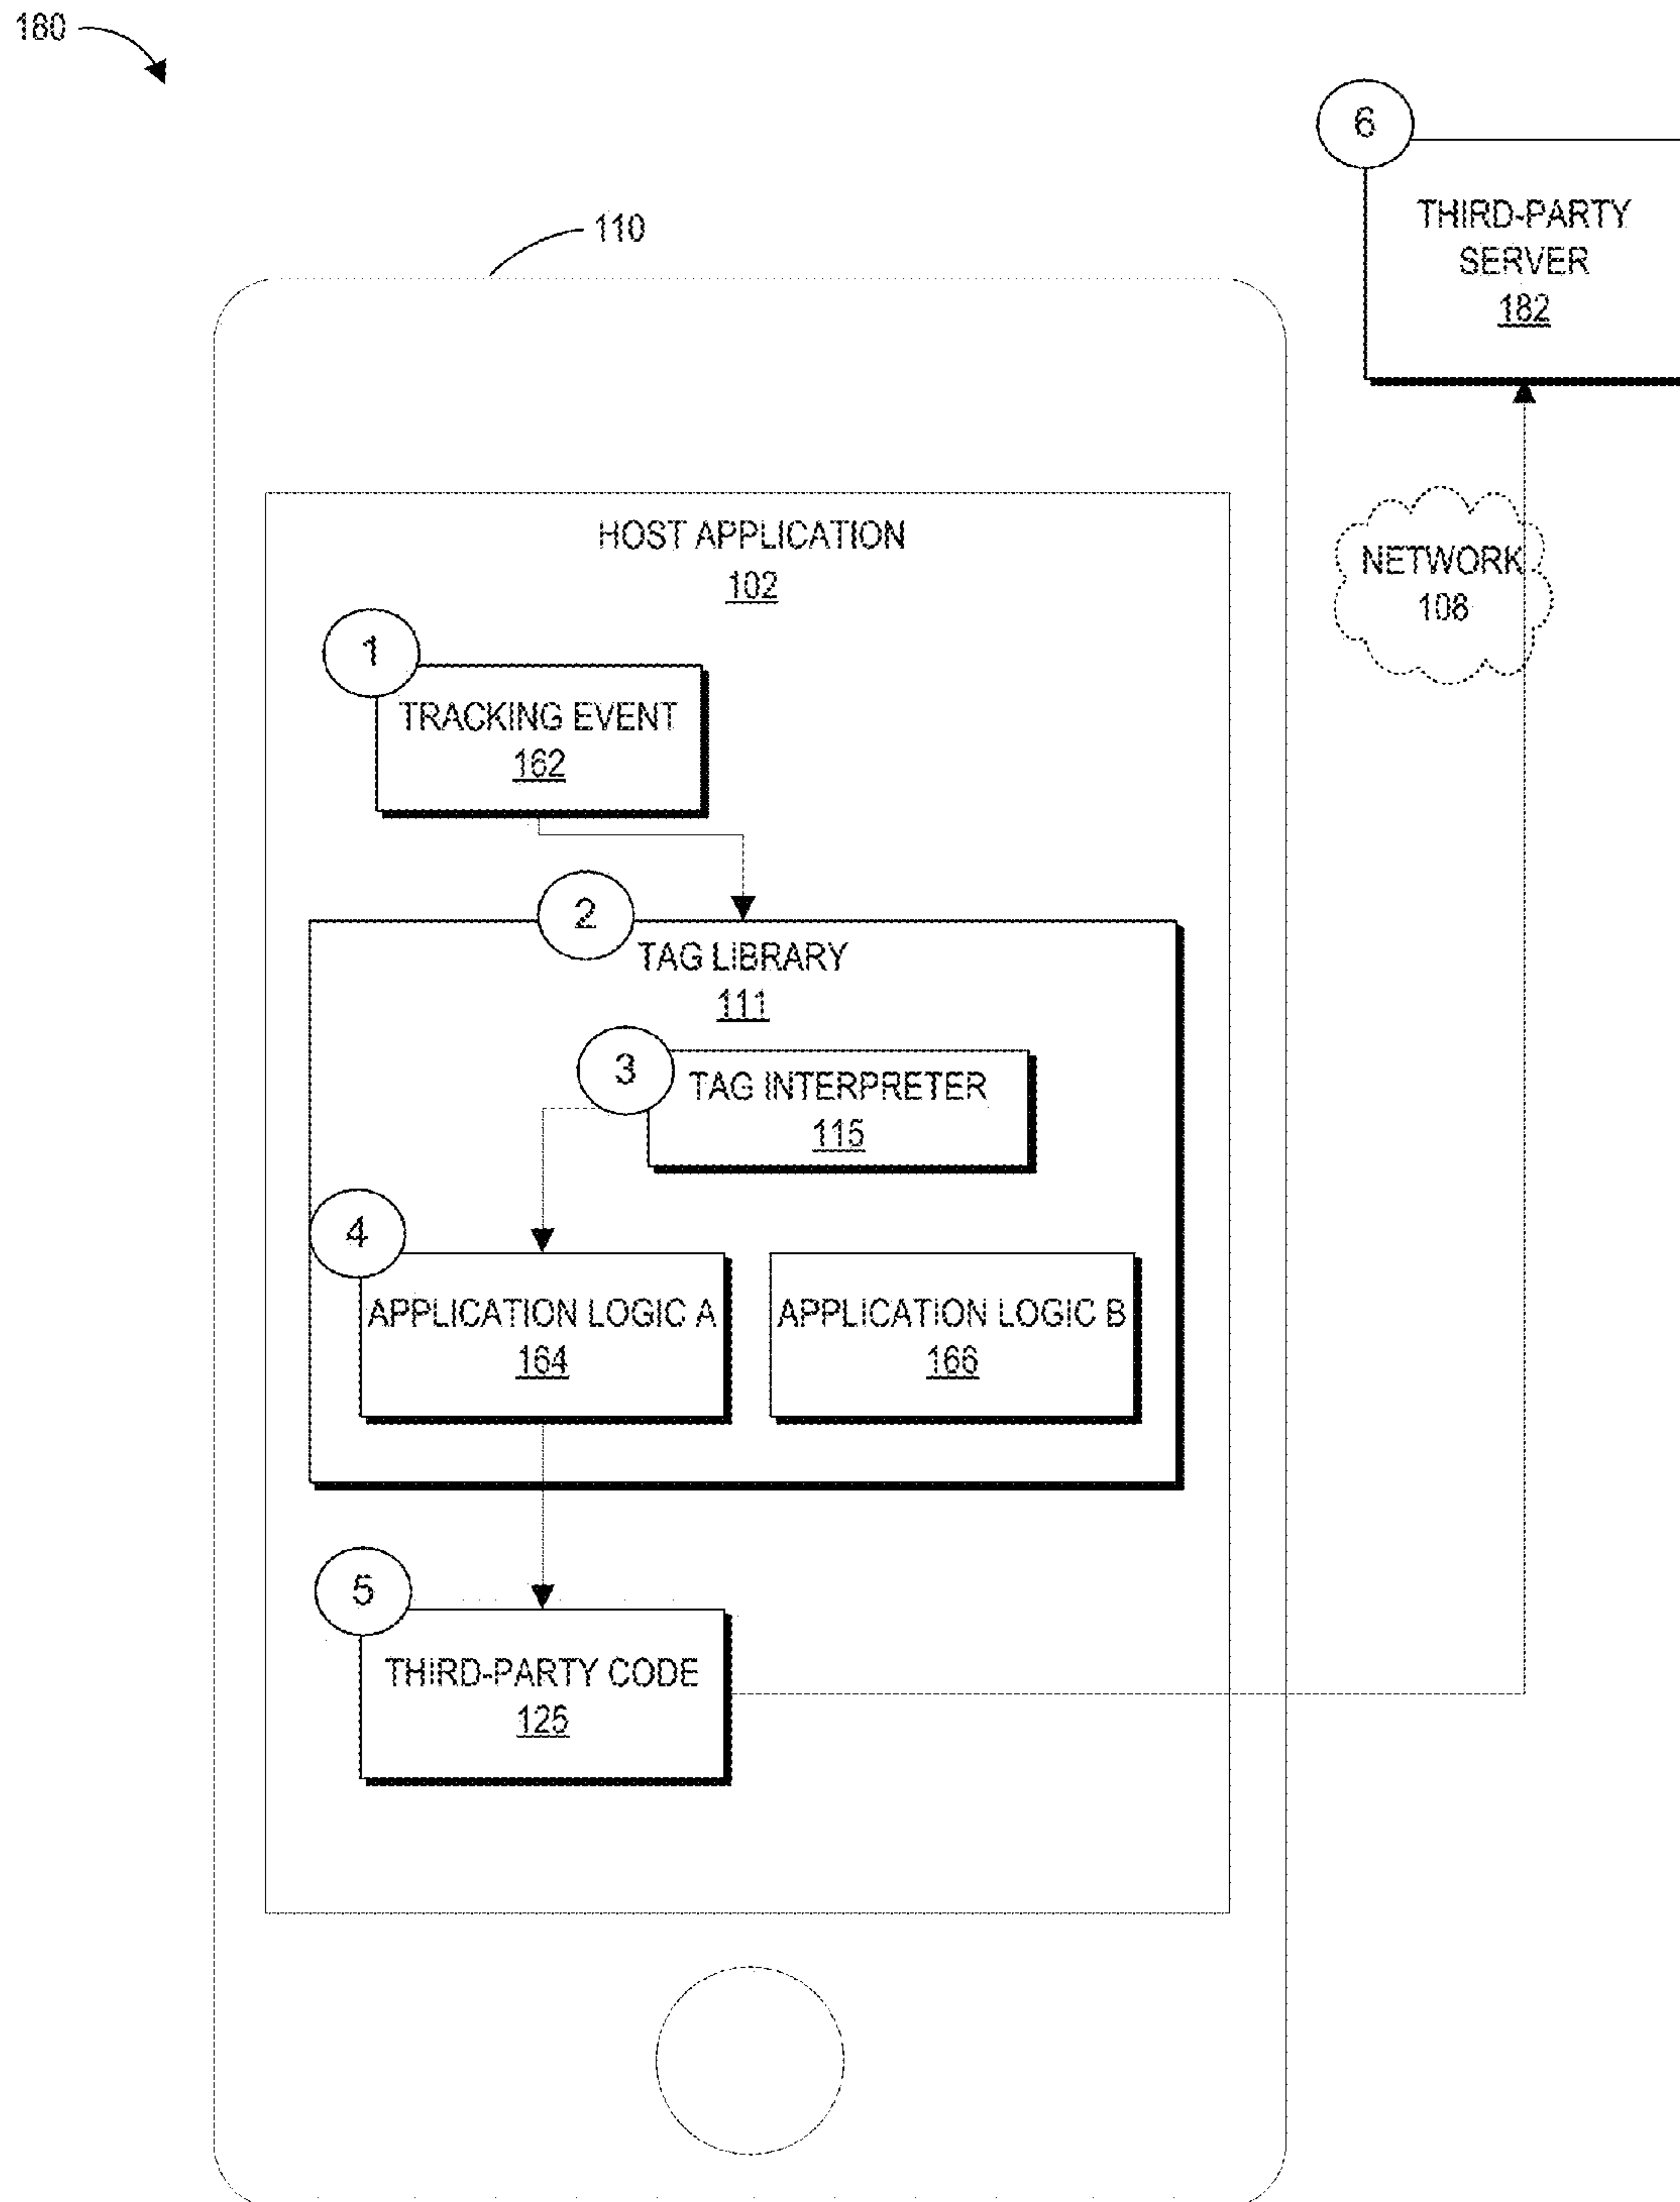 180
6
THIRD-PARTY
SERVER
182
110
HOST APPLICATION
102
NETWORK
108
1
TRACKING EVENT
162
2
TAG LIBRARY
111
3
TAG INTERPRETER
115
4
APPLICATION LOGIC A
164
APPLICATION LOGIC B
166
5
THIRD-PARTY CODE
125